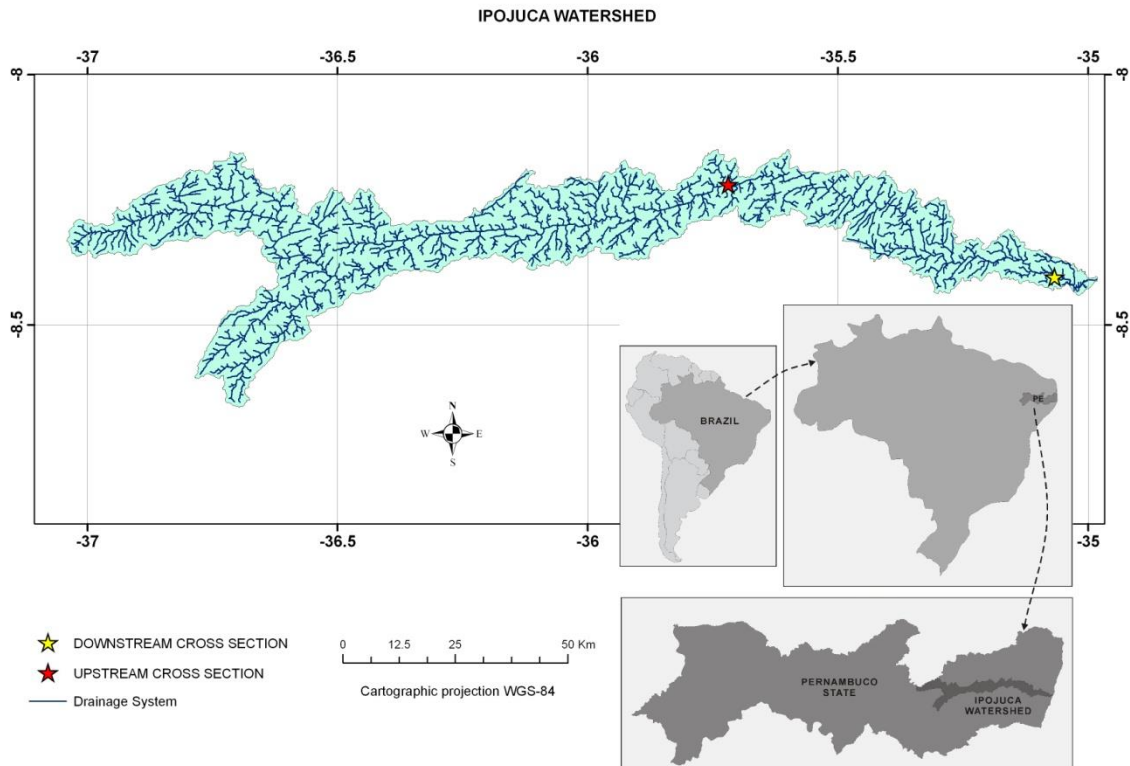 IPOJUCA WATERSHED
-37 -36.5 -36 -35.5 -35
-8 -8
-8.5 -8.5
N
W E
S
BRAZIL
PE
-37 -36.5 -36 -35
DOWNSTREAM CROSS SECTION
UPSTREAM CROSS SECTION
Drainage System
0 12.5 25 50 Km
Cartographic projection WGS-84
PERNAMBUCO
STATE
IPOJUCA
WATERSHED